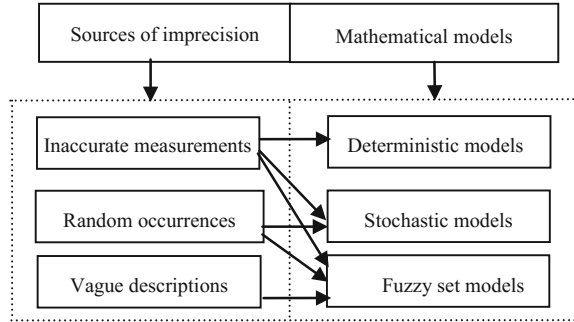 Sources of imprecision
Mathematical models
Inaccurate measurements
Deterministic models
Random occurrences
Stochastic models
Vague descriptions
Fuzzy set models